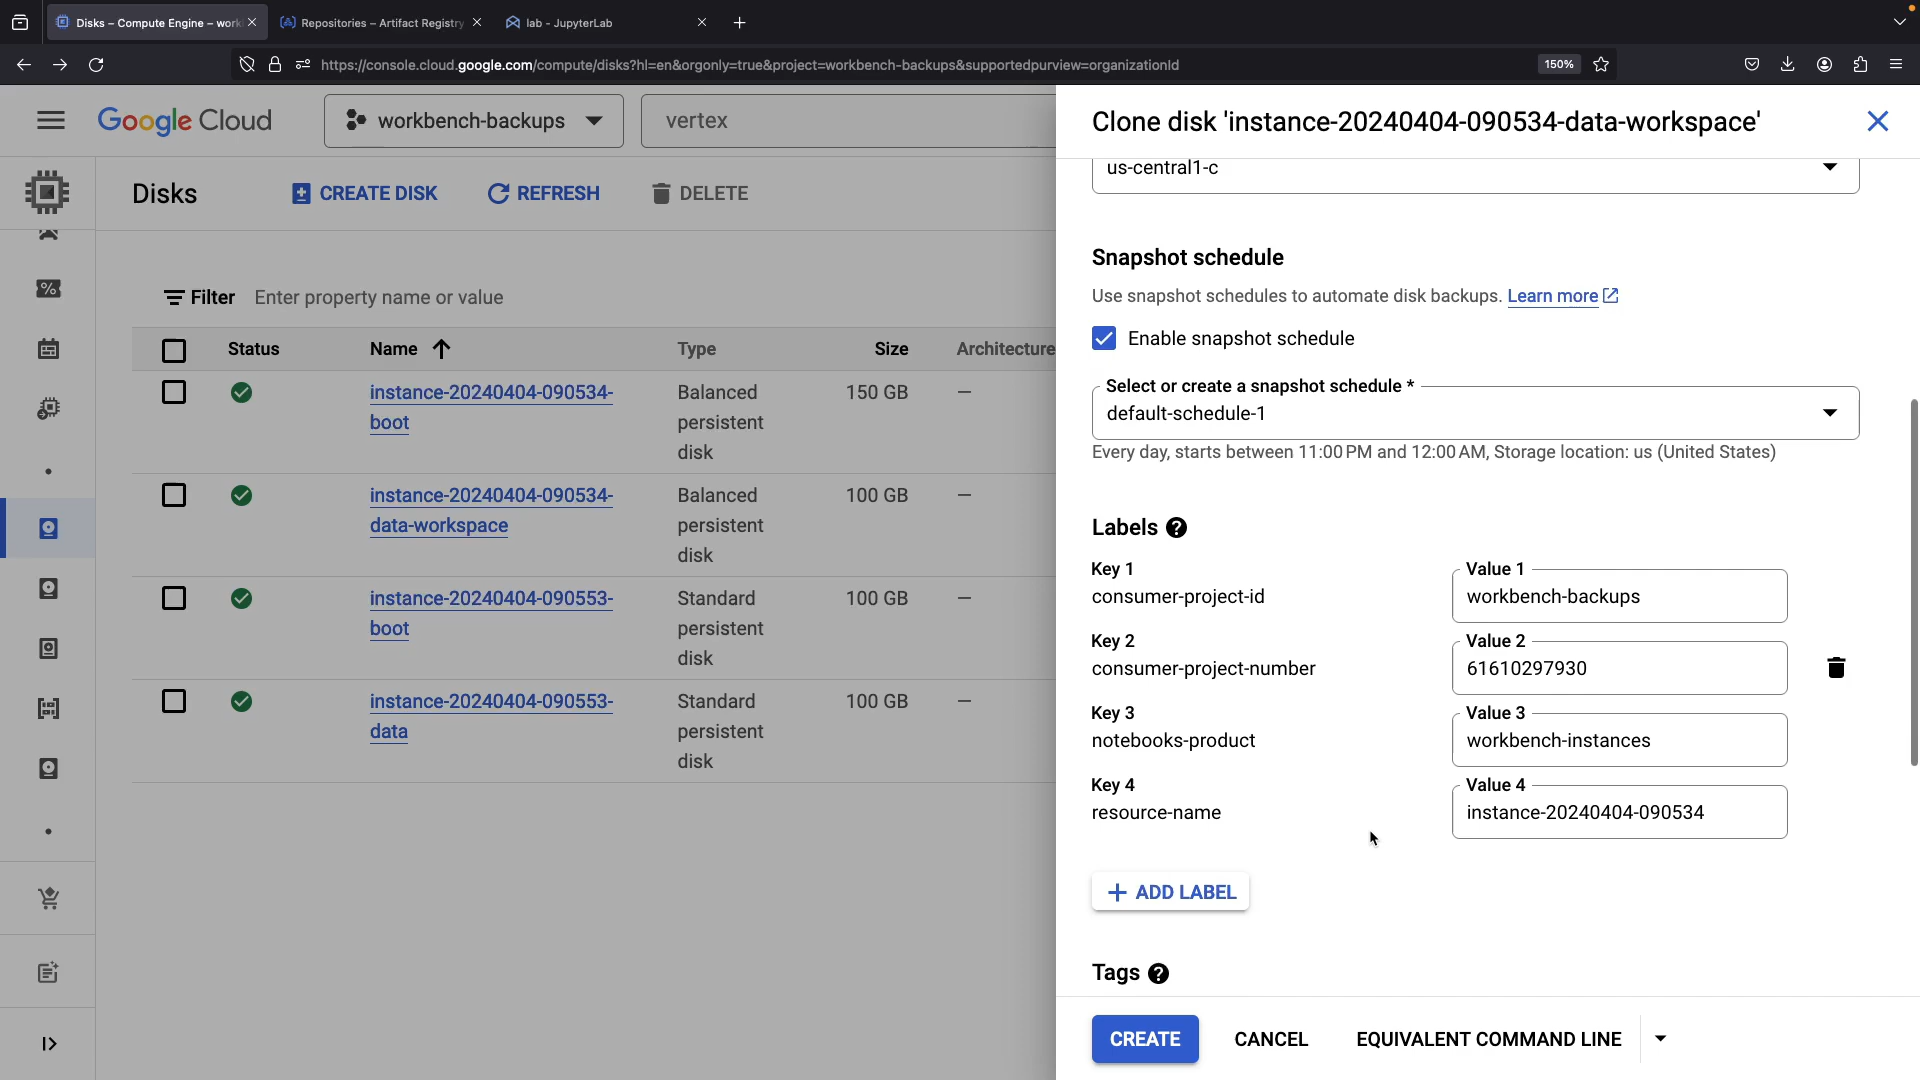 Disks – Compute Engine – work
Repositories – Artifact Registry
lab - JupyterLab
https://console.cloud.google.com/compute/disks?hl=en&orgonly=true&project=workbench-backups&supportedpurview=organizationId
150%
Google Cloud
workbench-backups
vertex
Disks
CREATE DISK
REFRESH
DELETE
Filter
Enter property name or value
Status
Name
Type
Size
Architecture
instance-20240404-090534-
boot
Balanced
persistent
disk
150 GB
—
instance-20240404-090534-
data-workspace
Balanced
persistent
disk
100 GB
—
instance-20240404-090553-
boot
Standard
persistent
disk
100 GB
—
instance-20240404-090553-
data
Standard
persistent
disk
100 GB
—
Clone disk 'instance-20240404-090534-data-workspace'
us-central1-c
Snapshot schedule
Use snapshot schedules to automate disk backups. Learn more
Enable snapshot schedule
Select or create a snapshot schedule *
default-schedule-1
Every day, starts between 11:00 PM and 12:00 AM, Storage location: us (United States)
Labels
Key 1
consumer-project-id
Value 1
workbench-backups
Key 2
consumer-project-number
Value 2
61610297930
Key 3
notebooks-product
Value 3
workbench-instances
Key 4
resource-name
Value 4
instance-20240404-090534
ADD LABEL
Tags
CREATE
CANCEL
EQUIVALENT COMMAND LINE